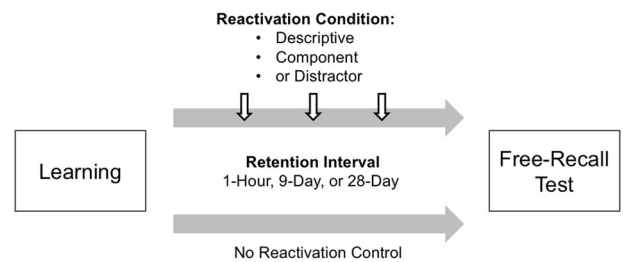 Reactivation Condition:
• Descriptive
• Component
• or Distractor
Learning
Retention Interval
1-Hour, 9-Day, or 28-Day
Free-Recall
Test
No Reactivation Control